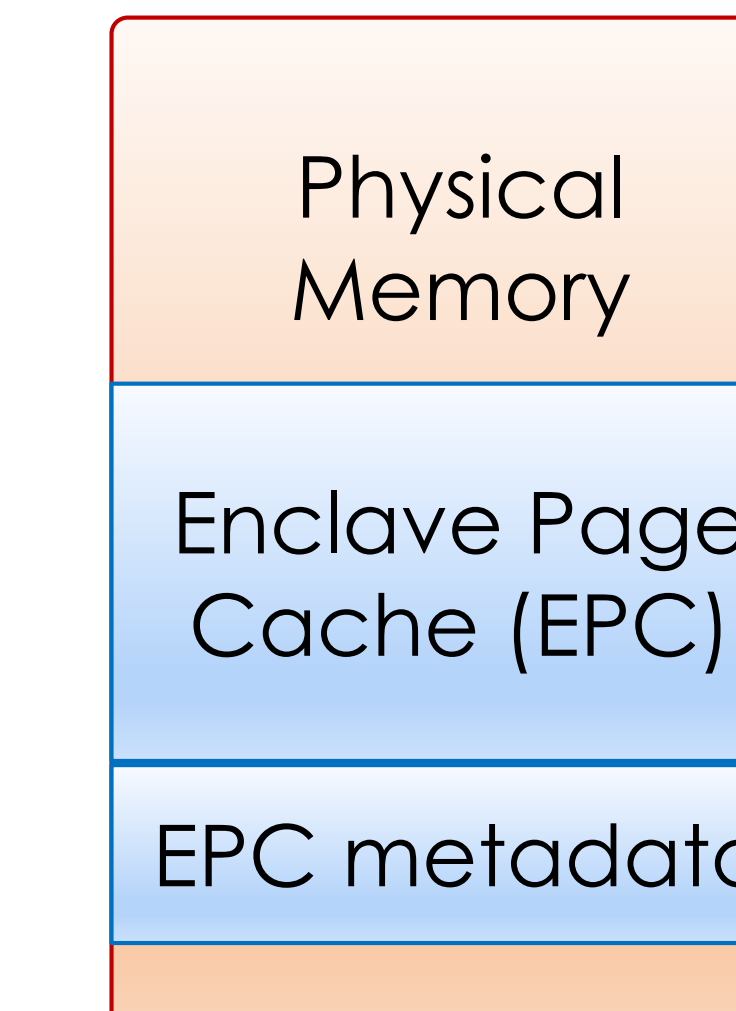 Physical
Memory
Enclave Page
Cache (EPC)
EPC metadata